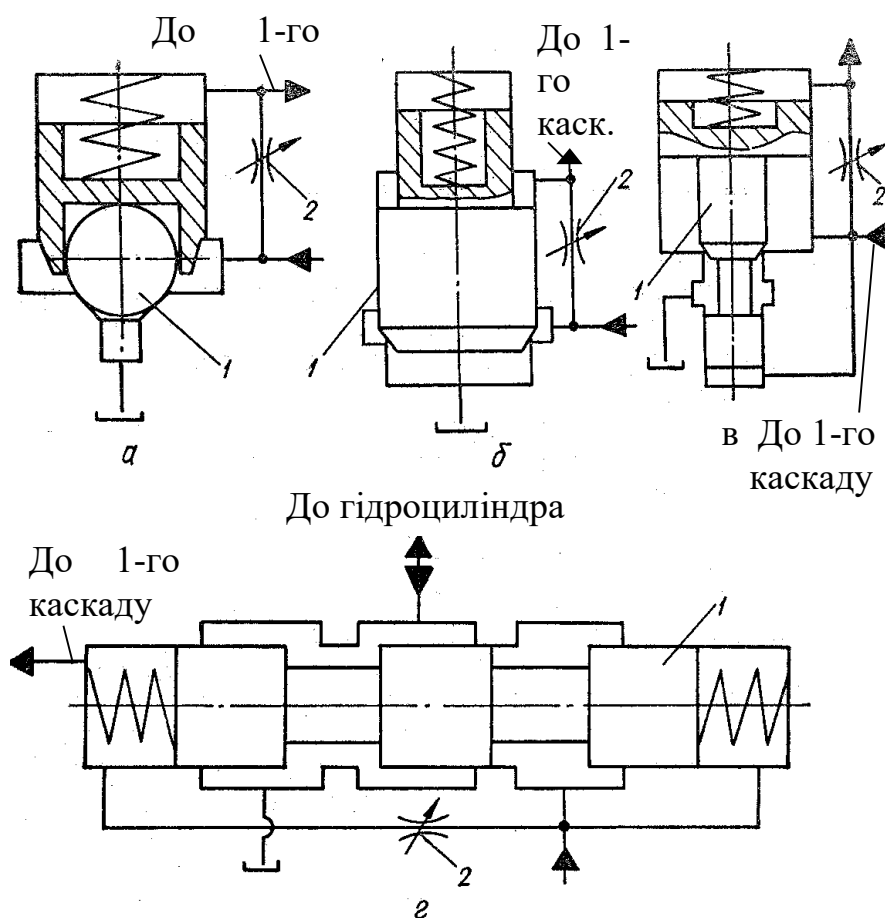 До 1-го
2
1
а
До 1-
го
каск.
2
1
б
1
2
в До 1-го
каскаду
До гідроциліндра
До 1-го
каскаду
1
2
г